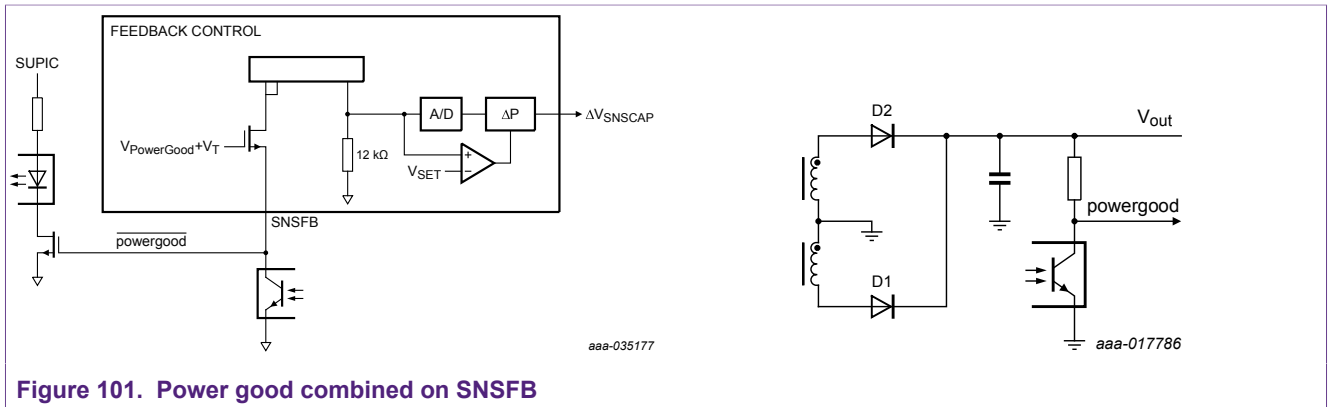 FEEDBACK CONTROL
SUPIC
A/D
ΔP
ΔVSNSCAP
VPowerGood+VT
12 kΩ
VSET
+
−
SNSFB
powergood
aaa-035177
D2
Vout
powergood
D1
aaa-017786
Figure 101. Power good combined on SNSFB